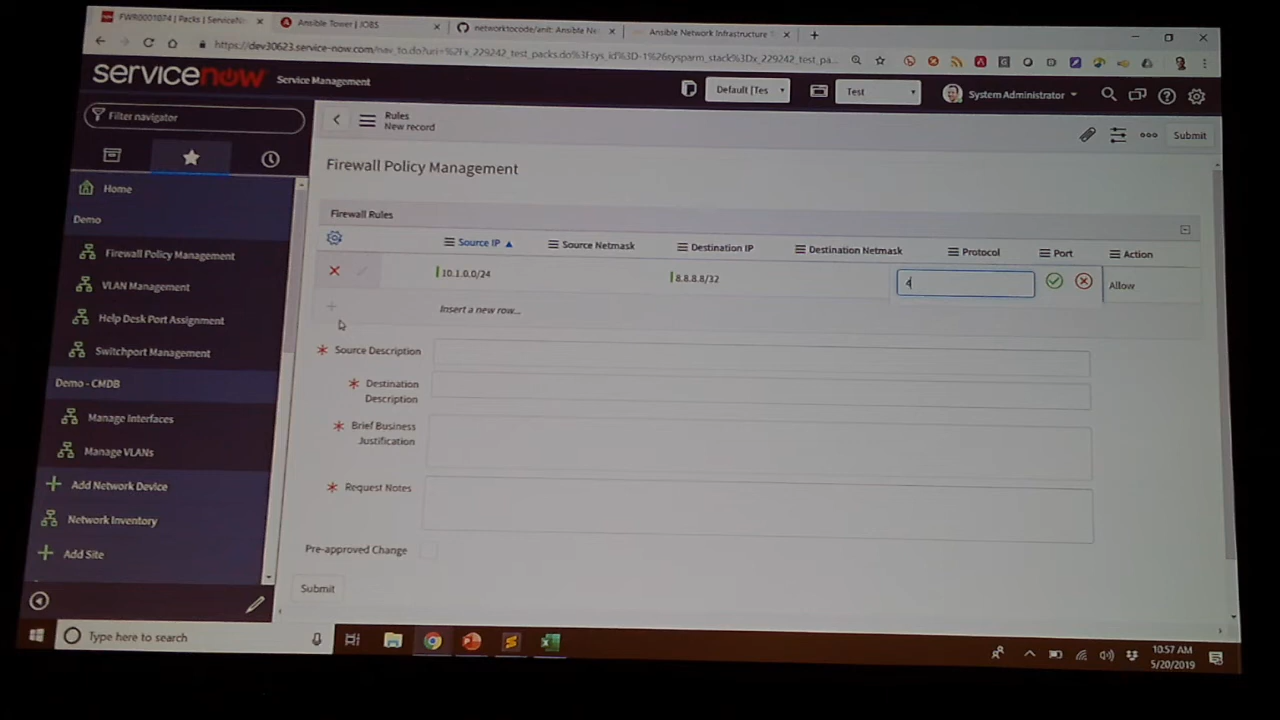 FWR0001074 | Packs | ServiceNo
Ansible Tower | JOBS
networktocode/anit: Ansible Ne
Ansible Network Infrastructure
https://dev30623.service-now.com/nav_to.do?uri=%2Fx_229242_test_packs.do%3Fsys_id%3D-1%26sysparm_stack%3Dx_229242_test_pa...
servicenow Service Management
Default [Tes
Test
System Administrator
Filter navigator
Rules
New record
Submit
Home
Demo
Firewall Policy Management
VLAN Management
Help Desk Port Assignment
Switchport Management
Demo - CMDB
Manage Interfaces
Manage VLANs
Add Network Device
Network Inventory
Add Site
Firewall Policy Management
Firewall Rules
Source IP Source Netmask Destination IP Destination Netmask Protocol Port Action
10.1.0.0/24 8.8.8.8/32 4 Allow
Insert a new row...
Source Description
Destination
Description
Brief Business
Justification
Request Notes
Pre-approved Change
Submit
Type here to search
10:57 AM
5/20/2019